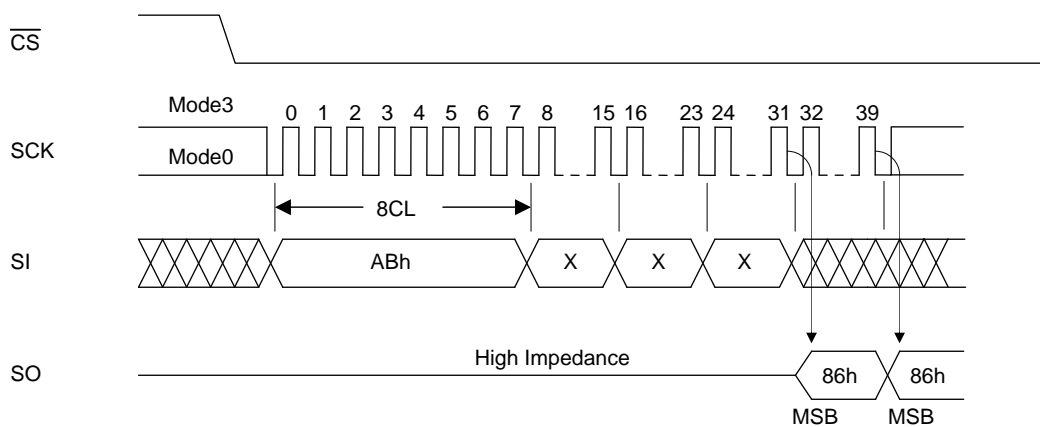 CS
Mode3
0 1 2 3 4 5 6 7 8 15 16 23 24 31 32 39
SCK
Mode0
8CL
SI
ABh X X X
High Impedance
SO
86h 86h
MSB MSB